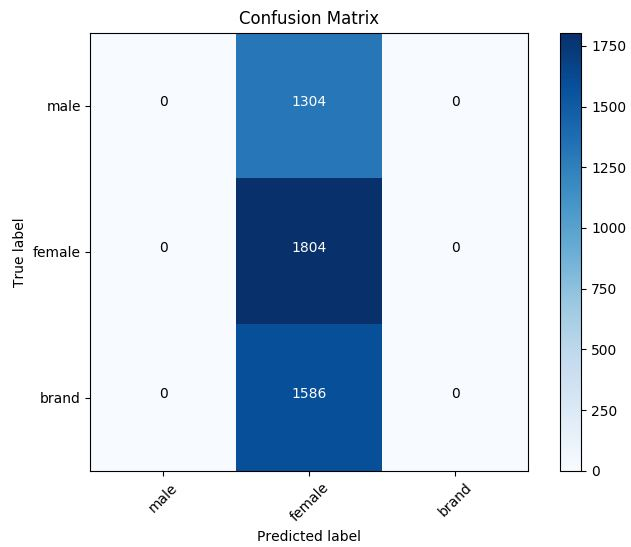 Confusion Matrix
True label
male
female
brand
0 1304 0
0 1804 0
0 1586 0
male female brand
Predicted label
1750
1500
1250
1000
750
500
250
0